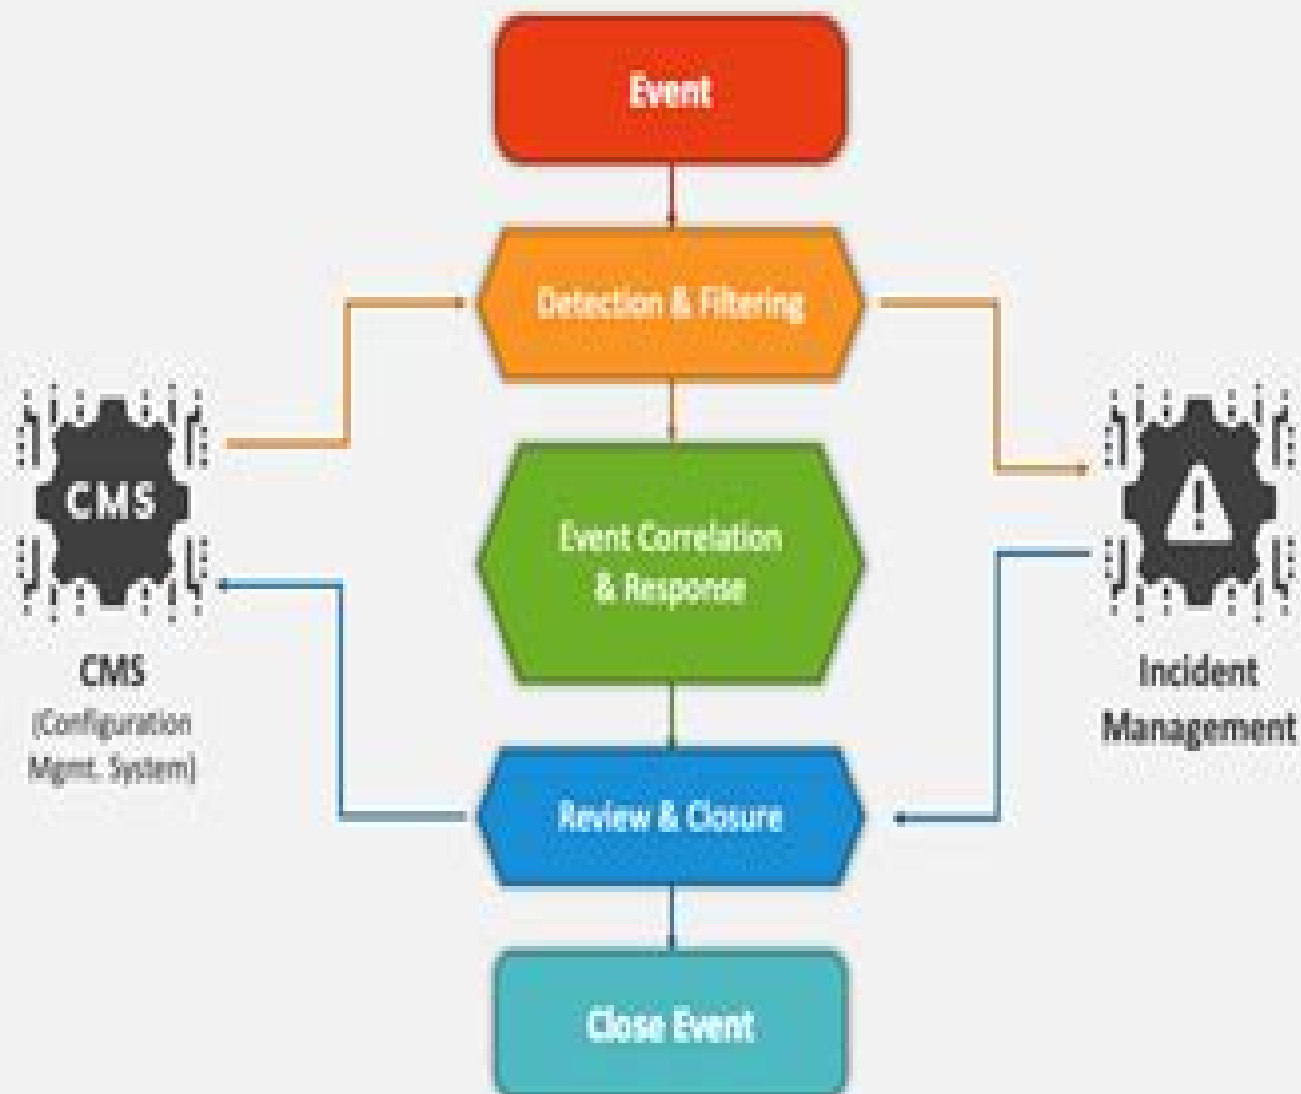 Event
Detection & Filtering
CMS
Event Correlation
& Response
CMS
(Configuration
Mgmt. System)
Incident
Management
Review & Closure
Close Event